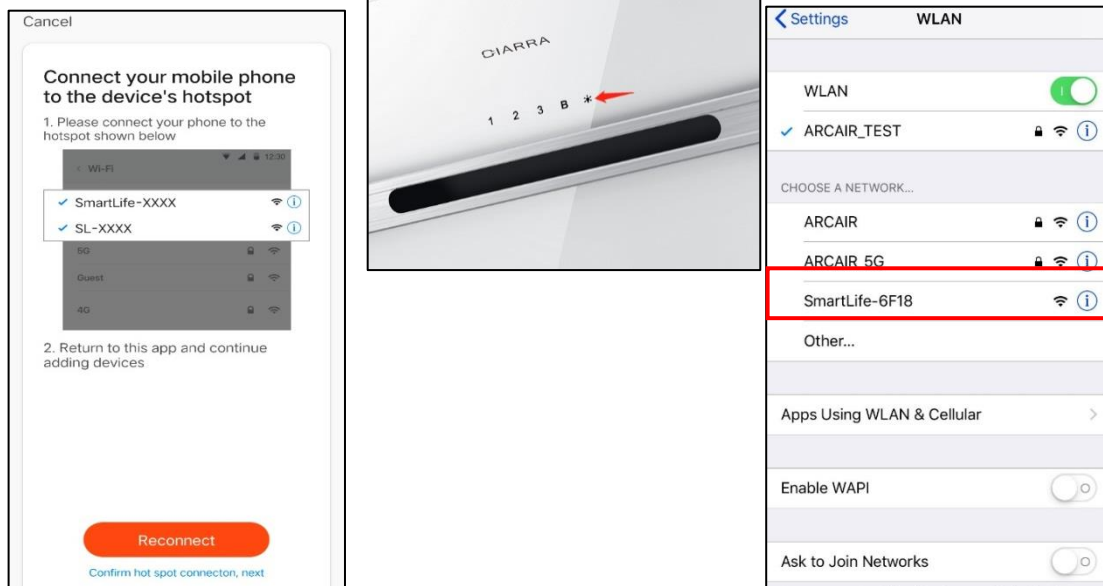 Cancel
Connect your mobile phone
to the device's hotspot
1. Please connect your phone to the
hotspot shown below
12:30
< Wi-Fi
SmartLife-XXXX
SL-XXXX
5G
Guest
4G
2. Return to this app and continue
adding devices
Reconnect
Confirm hot spot connecton, next
CIARRA
1 2 3 B *
Settings WLAN
WLAN
ARCAIR_TEST
CHOOSE A NETWORK...
ARCAIR
ARCAIR_5G
SmartLife-6F18
Other...
Apps Using WLAN & Cellular
Enable WAPI
Ask to Join Networks